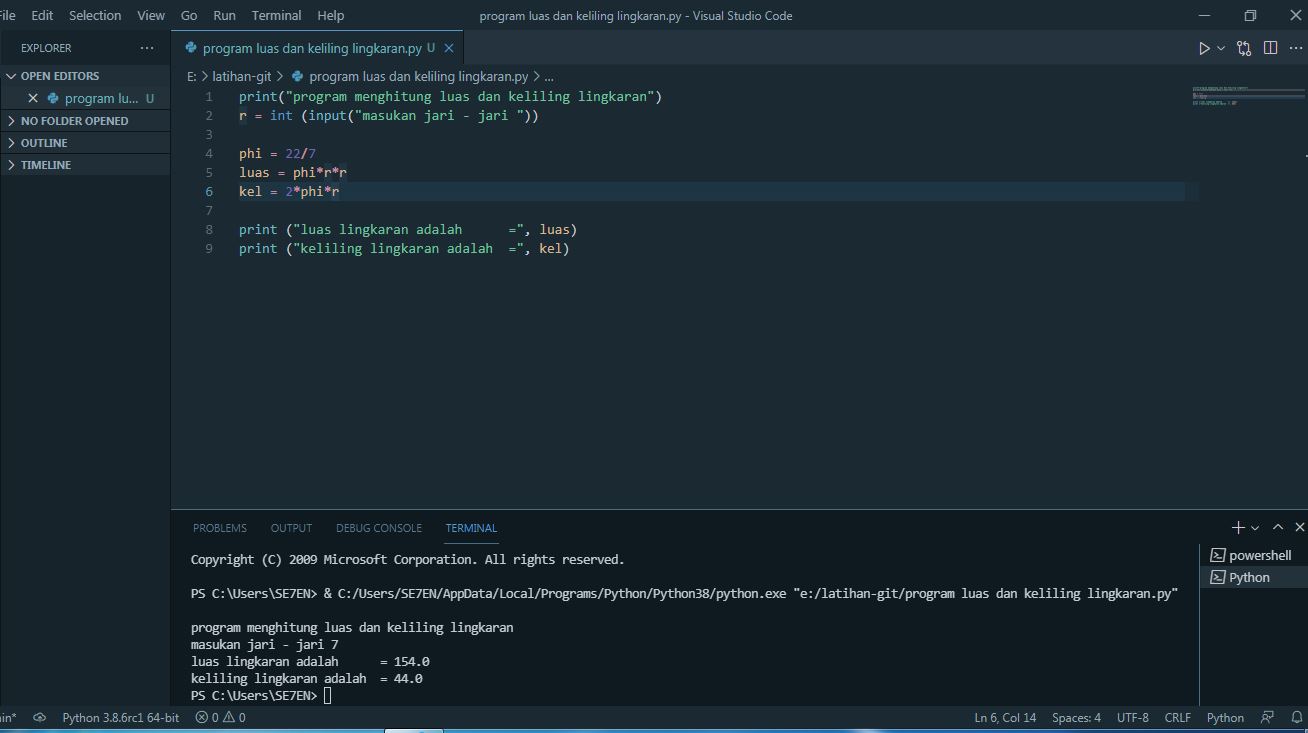 File Edit Selection View Go Run Terminal Help program luas dan keliling lingkaran.py - Visual Studio Code
EXPLORER ···
program luas dan keliling lingkaran.py U
OPEN EDITORS
program lu... U
NO FOLDER OPENED
OUTLINE
TIMELINE
E: > latihan-git > program luas dan keliling lingkaran.py > ...
1 print("program menghitung luas dan keliling lingkaran")
2 r = int (input("masukan jari - jari "))
3
4 phi = 22/7
5 luas = phi*r*r
6 kel = 2*phi*r
7
8 print ("luas lingkaran adalah      =", luas)
9 print ("keliling lingkaran adalah  =", kel)
PROBLEMS OUTPUT DEBUG CONSOLE TERMINAL
Copyright (C) 2009 Microsoft Corporation. All rights reserved.
PS C:\Users\SE7EN> & C:/Users/SE7EN/AppData/Local/Programs/Python/Python38/python.exe "e:/latihan-git/program luas dan keliling lingkaran.py"
program menghitung luas dan keliling lingkaran
masukan jari - jari 7
luas lingkaran adalah      = 154.0
keliling lingkaran adalah  = 44.0
PS C:\Users\SE7EN>
powershell
Python
in* Python 3.8.6rc1 64-bit 0 0 Ln 6, Col 14 Spaces: 4 UTF-8 CRLF Python